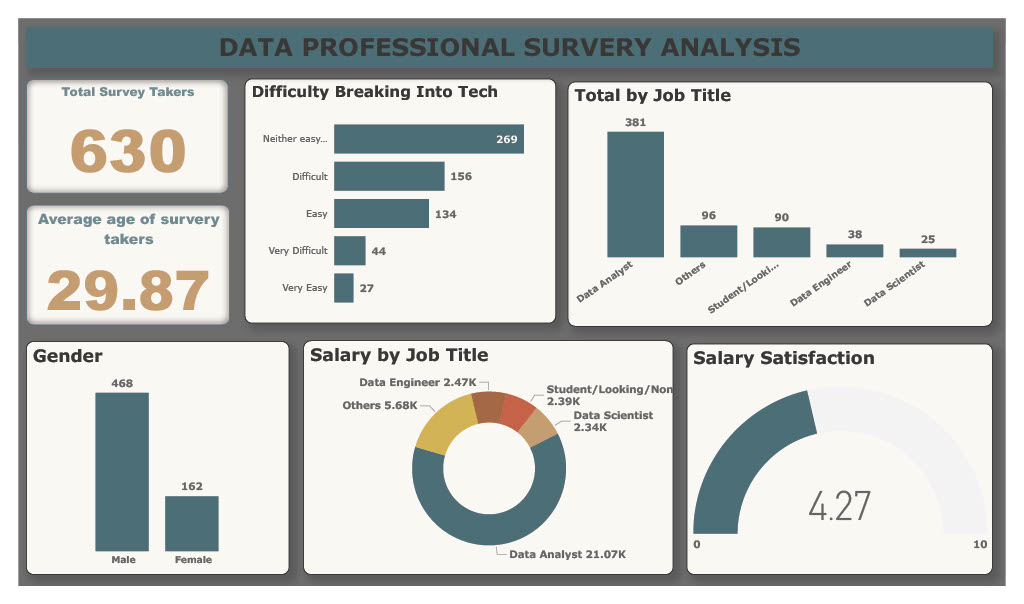 DATA PROFESSIONAL SURVERY ANALYSIS
Total Survey Takers
630
Average age of survery
takers
29.87
Difficulty Breaking Into Tech
Neither easy...
269
Difficult
156
Easy
134
Very Difficult
44
Very Easy
27
Total by Job Title
381
96
90
38
25
Data Analyst
Others
Student/Looki...
Data Engineer
Data Scientist
Gender
468
162
Male
Female
Salary by Job Title
Data Engineer 2.47K
Student/Looking/Non
2.39K
Others 5.68K
Data Scientist
2.34K
Data Analyst 21.07K
Salary Satisfaction
4.27
0
10